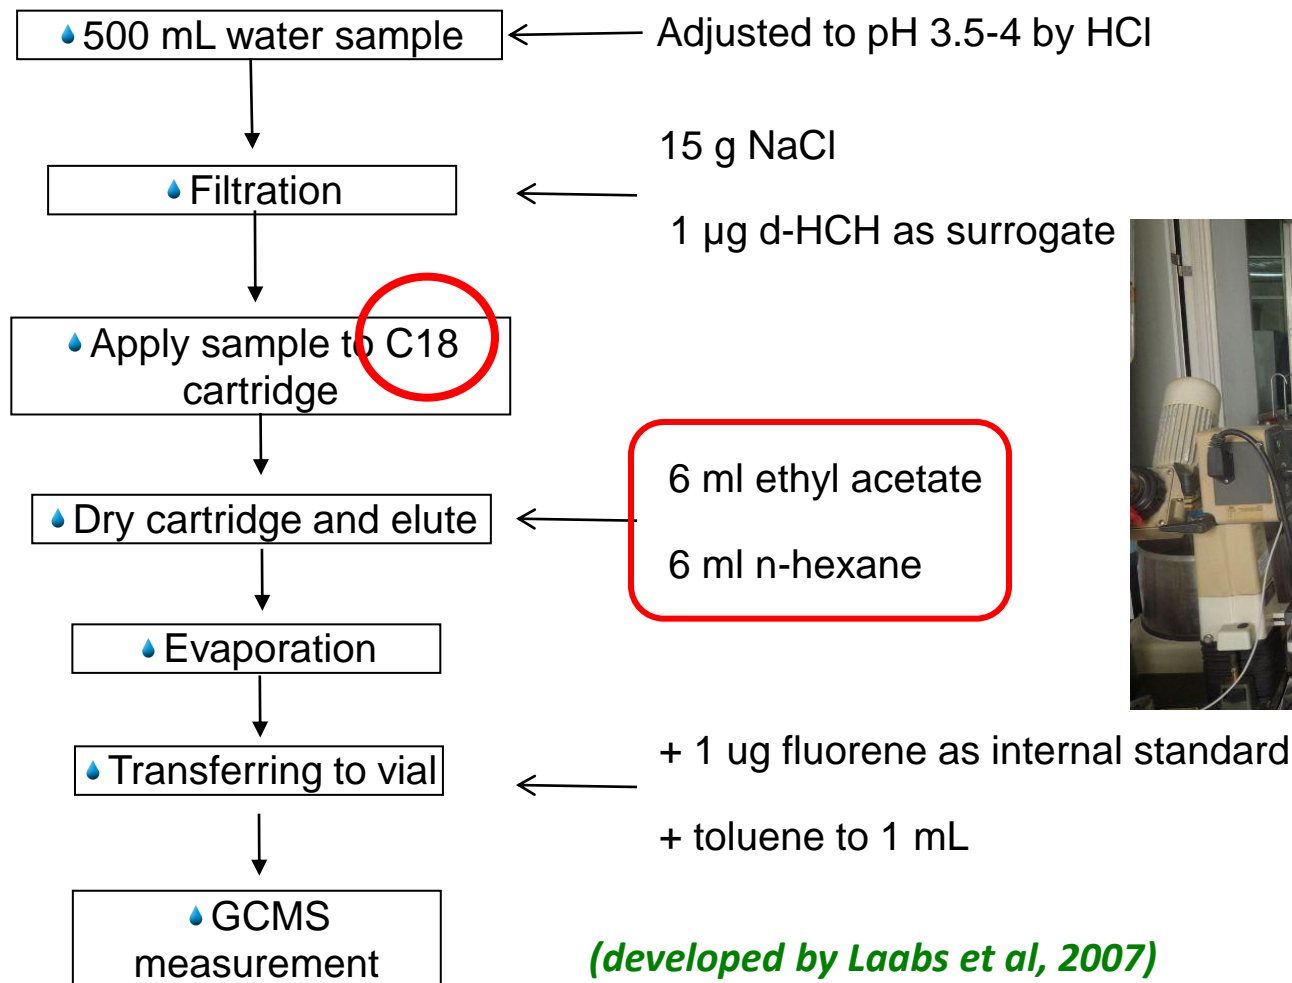 500 mL water sample
Adjusted to pH 3.5-4 by HCl
15 g NaCl
Filtration
1 µg d-HCH as surrogate
Apply sample to C18
cartridge
6 ml ethyl acetate
Dry cartridge and elute
6 ml n-hexane
Evaporation
+ 1 ug fluorene as internal standard
Transferring to vial
+ toluene to 1 mL
GCMS
measurement
(developed by Laabs et al, 2007)